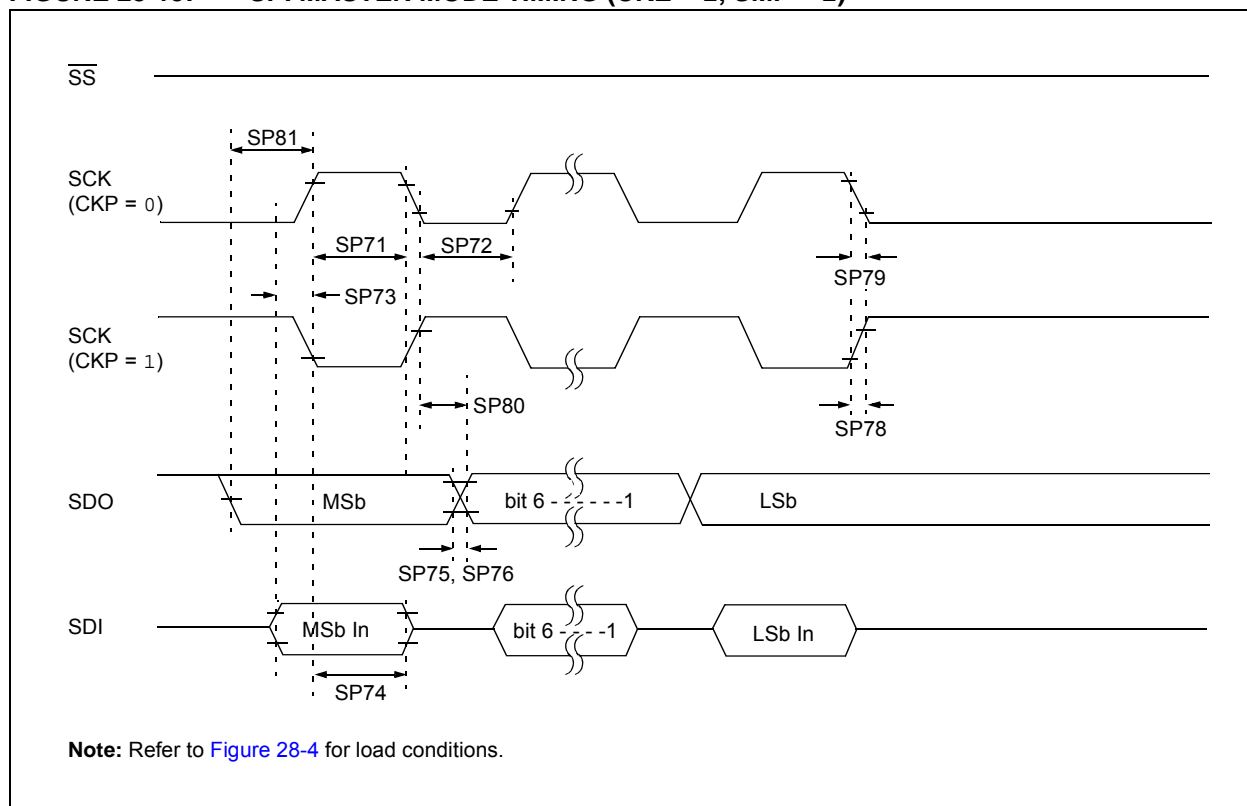 SS
SP81
SCK
(CKP = 0)
SP71
SP72
SP79
SP73
SCK
(CKP = 1)
SP80
SP78
SDO
MSb
bit 6 - - - - - - -1
LSb
SP75, SP76
SDI
MSb In
bit 6 - - - - -1
LSb In
SP74
Note: Refer to Figure 28-4 for load conditions.